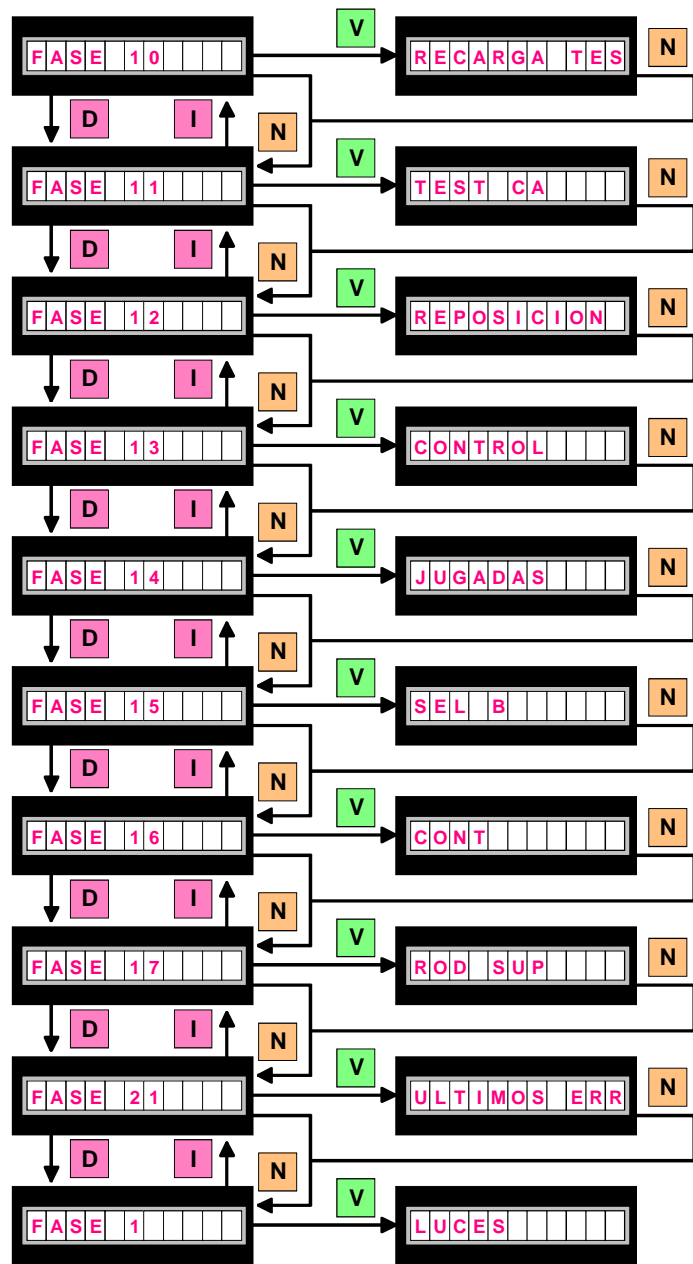 V
N
FASE 10
RECARGA TES
D
I
N
V
N
FASE 11
TEST CA
D
I
N
V
N
FASE 12
REPOSICION
D
I
N
V
N
FASE 13
CONTROL
D
I
N
V
N
FASE 14
JUGADAS
D
I
N
V
N
FASE 15
SEL B
D
I
N
V
N
FASE 16
CONT
D
I
N
V
N
FASE 17
ROD SUP
D
I
N
V
N
FASE 21
ULTIMOS ERR
D
I
N
V
FASE 1
LUCES